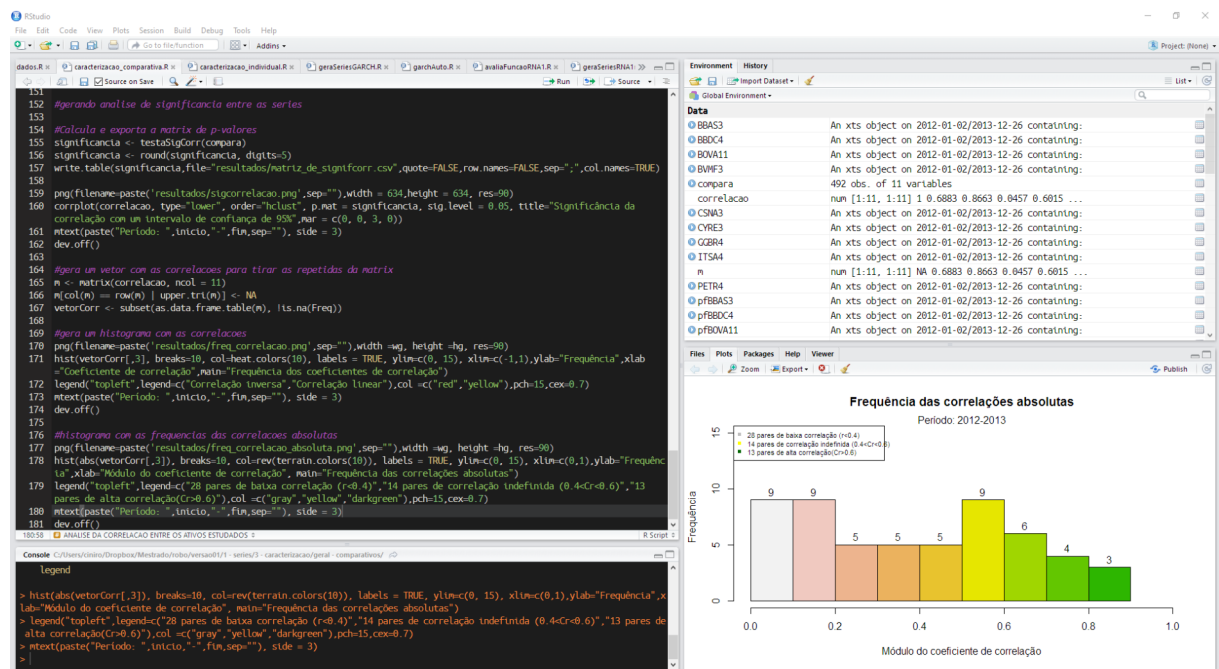 RStudio
File Edit Code View Plots Session Build Debug Tools Help
Go to file/function Addins
Project: (None)
dados.R caracterizacao_comparativa.R caracterizacao_individual.R geraSeriesGARCH.R garchAuto.R avaliaFuncaoRNA1.R geraSeriesRNA1
Source on Save Run Source
151
152 #gerando analise de significancia entre as series
153
154 #Calcula e exporta a matrix de p-valores
155 significancia <- testaSigCorr(compara)
156 significancia <- round(significancia, digits=5)
157 write.table(significancia,file="resultados/matriz_de_signifcorr.csv",quote=FALSE,row.names=FALSE,sep=";",col.names=TRUE)
158
159 png(filename=paste('resultados/sigcorrelacao.png',sep=""),width = 634,height = 634, res=90)
160 corrplot(correlacao, type="lower", order="hclust", p.mat = significancia, sig.level = 0.05, title="Significância da
correlação com um intervalo de confiança de 95%",mar = c(0, 0, 3, 0))
161 mtext(paste("Período: ",inicio,"-",fim,sep=""), side = 3)
162 dev.off()
163
164 #gera um vetor com as correlacoes para tirar as repetidas da matrix
165 m <- matrix(correlacao, ncol = 11)
166 m[col(m) == row(m) | upper.tri(m)] <- NA
167 vetorCorr <- subset(as.data.frame.table(m), !is.na(Freq))
168
169 #gera um histograma com as correlacoes
170 png(filename=paste('resultados/freq_correlacao.png',sep=""),width =wg, height =hg, res=90)
171 hist(vetorCorr[,3], breaks=10, col=heat.colors(10), labels = TRUE, ylim=c(0, 15), xlim=c(-1,1),ylab="Frequência",xlab
="Coeficiente de correlação",main="Frequência dos coeficientes de correlação")
172 legend("topleft",legend=c("Correlação inversa","Correlação linear"),col =c("red","yellow"),pch=15,cex=0.7)
173 mtext(paste("Período: ",inicio,"-",fim,sep=""), side = 3)
174 dev.off()
175
176 #histograma com as frequencias das correlacoes absolutas
177 png(filename=paste('resultados/freq_correlacao_absoluta.png',sep=""),width =wg, height =hg, res=90)
178 hist(abs(vetorCorr[,3]), breaks=10, col=rev(terrain.colors(10)), labels = TRUE, ylim=c(0, 15), xlim=c(0,1),ylab="Frequênc
ia",xlab="Módulo do coeficiente de correlação", main="Frequência das correlações absolutas")
179 legend("topleft",legend=c("28 pares de baixa correlação (r<0.4)","14 pares de correlação indefinida (0.4<Cr<0.6)","13
pares de alta correlação(Cr>0.6)"),col =c("gray","yellow","darkgreen"),pch=15,cex=0.7)
180 mtext(paste("Período: ",inicio,"-",fim,sep=""), side = 3)
181 dev.off()
180:58 ANALISE DA CORRELACAO ENTRE OS ATIVOS ESTUDADOS R Script
Console C:/Users/ciniro/Dropbox/Mestrado/robo/versao01/1 - series/3 - caracterizacao/geral - comparativos/
legend
> hist(abs(vetorCorr[,3]), breaks=10, col=rev(terrain.colors(10)), labels = TRUE, ylim=c(0, 15), xlim=c(0,1),ylab="Frequência",x
lab="Módulo do coeficiente de correlação", main="Frequência das correlações absolutas")
> legend("topleft",legend=c("28 pares de baixa correlação (r<0.4)","14 pares de correlação indefinida (0.4<Cr<0.6)","13 pares de
alta correlação(Cr>0.6)"),col =c("gray","yellow","darkgreen"),pch=15,cex=0.7)
> mtext(paste("Período: ",inicio,"-",fim,sep=""), side = 3)
>
Environment History
Import Dataset List
Global Environment
Data
BBAS3 An xts object on 2012-01-02/2013-12-26 containing:
BBDC4 An xts object on 2012-01-02/2013-12-26 containing:
BOVA11 An xts object on 2012-01-02/2013-12-26 containing:
BVMF3 An xts object on 2012-01-02/2013-12-26 containing:
compara 492 obs. of 11 variables
correlacao num [1:11, 1:11] 1 0.6883 0.8663 0.0457 0.6015 ...
CSNA3 An xts object on 2012-01-02/2013-12-26 containing:
CYRE3 An xts object on 2012-01-02/2013-12-26 containing:
GGBR4 An xts object on 2012-01-02/2013-12-26 containing:
ITSA4 An xts object on 2012-01-02/2013-12-26 containing:
m num [1:11, 1:11] NA 0.6883 0.8663 0.0457 0.6015 ...
PETR4 An xts object on 2012-01-02/2013-12-26 containing:
pfBBAS3 An xts object on 2012-01-02/2013-12-26 containing:
pfBBDC4 An xts object on 2012-01-02/2013-12-26 containing:
pfBOVA11 An xts object on 2012-01-02/2013-12-26 containing:
Files Plots Packages Help Viewer
Zoom Export Publish
Frequência das correlações absolutas
Período: 2012-2013
28 pares de baixa correlação (r<0.4)
14 pares de correlação indefinida (0.4<Cr<0.6)
13 pares de alta correlação(Cr>0.6)
Frequência
15
10
5
0
9 9 5 5 5 9 6 4 3
0.0 0.2 0.4 0.6 0.8 1.0
Módulo do coeficiente de correlação